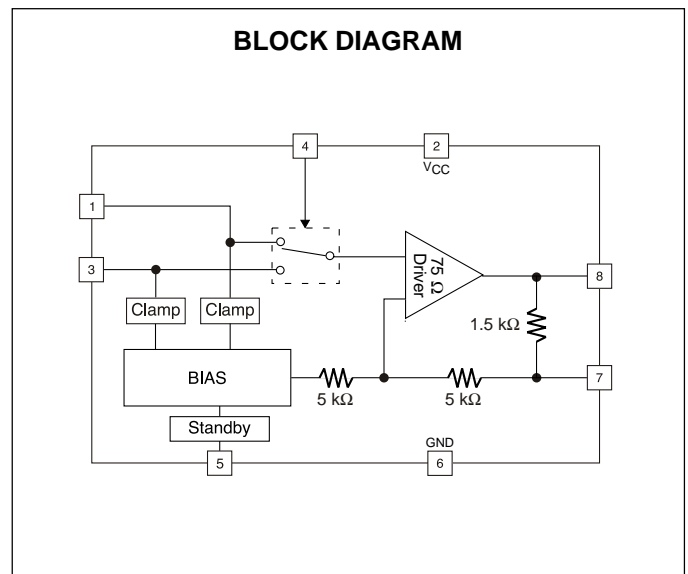 BLOCK DIAGRAM
4
2
VCC
1
3
75 Ω
Driver
8
Clamp
Clamp
1.5 kΩ
BIAS
7
5 kΩ
5 kΩ
Standby
GND
5
6